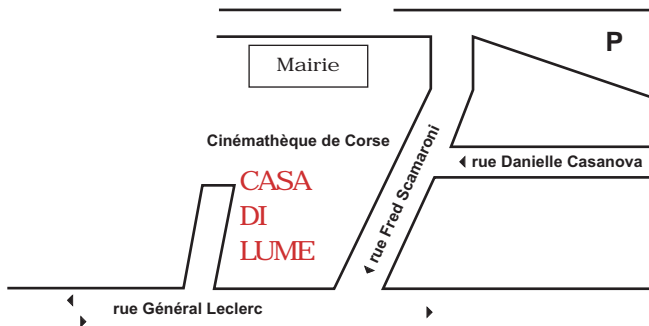 P
Mairie
Cinémathèque de Corse
CASA
DI
LUME
rue Fred Scamaroni
rue Danielle Casanova
rue Général Leclerc